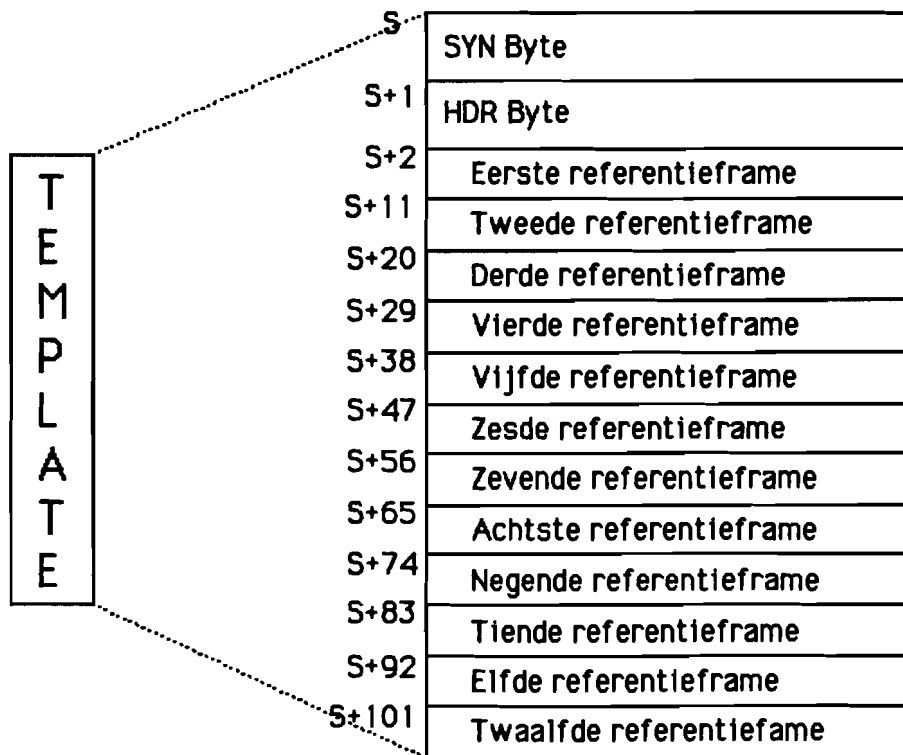 S
SYN Byte
S+1
HDR Byte
S+2
Eerste referentieframe
S+11
Tweede referentieframe
S+20
Derde referentieframe
S+29
Vierde referentieframe
S+38
Vijfde referentieframe
S+47
Zesde referentieframe
S+56
Zevende referentieframe
S+65
Achtste referentieframe
S+74
Negende referentieframe
S+83
Tiende referentieframe
S+92
Elfde referentieframe
S+101
Twaalfde referentiefame
TEMPLATE